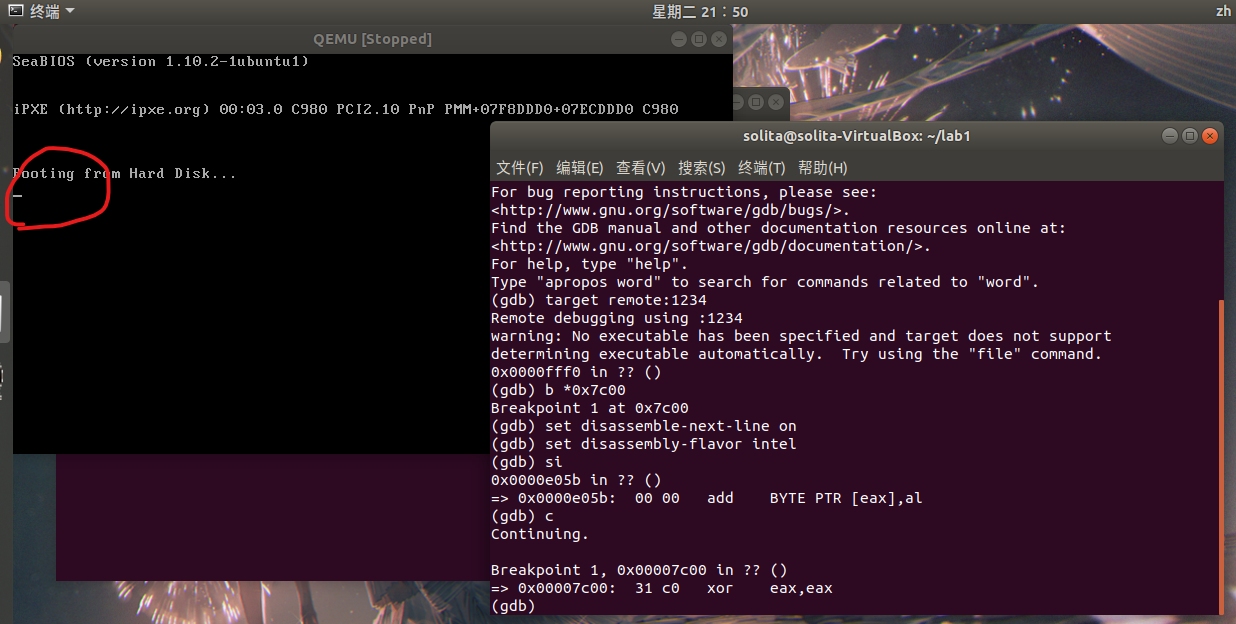 终端
星期二 21：50
zh
QEMU [Stopped]
SeaBIOS (version 1.10.2-1ubuntu1)
iPXE (http://ipxe.org) 00:03.0 C980 PCI2.10 PnP PMM+07F8DDD0+07ECDDD0 C980
Booting from Hard Disk...
solita@solita-VirtualBox: ~/lab1
文件(F) 编辑(E) 查看(V) 搜索(S) 终端(T) 帮助(H)
For bug reporting instructions, please see:
<http://www.gnu.org/software/gdb/bugs/>.
Find the GDB manual and other documentation resources online at:
<http://www.gnu.org/software/gdb/documentation/>.
For help, type "help".
Type "apropos word" to search for commands related to "word".
(gdb) target remote:1234
Remote debugging using :1234
warning: No executable has been specified and target does not support
determining executable automatically.  Try using the "file" command.
0x0000fff0 in ?? ()
(gdb) b *0x7c00
Breakpoint 1 at 0x7c00
(gdb) set disassemble-next-line on
(gdb) set disassembly-flavor intel
(gdb) si
0x0000e05b in ?? ()
=> 0x0000e05b:  00 00   add    BYTE PTR [eax],al
(gdb) c
Continuing.
Breakpoint 1, 0x00007c00 in ?? ()
=> 0x00007c00:  31 c0   xor    eax,eax
(gdb)